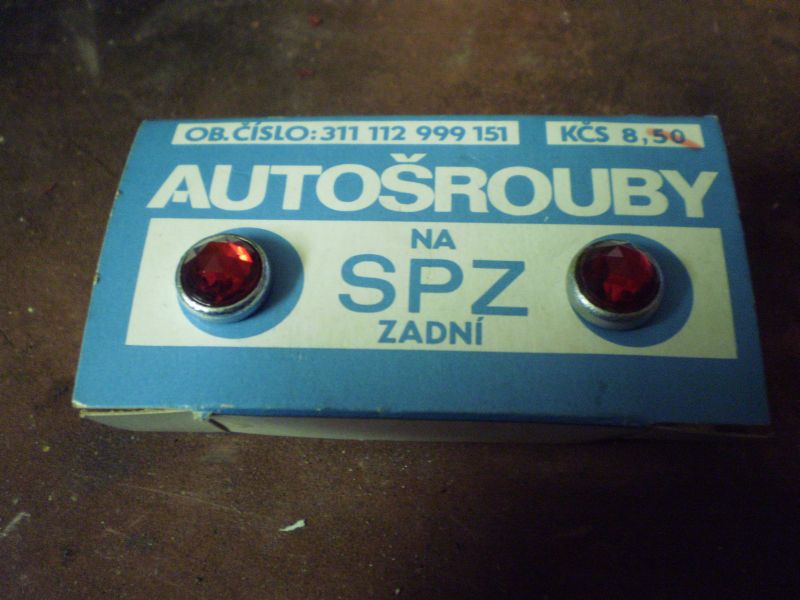 OB. ČÍSLO: 311 112 999 151 KČS 8,50
AUTOŠROUBY
NA
SPZ
ZADNÍ